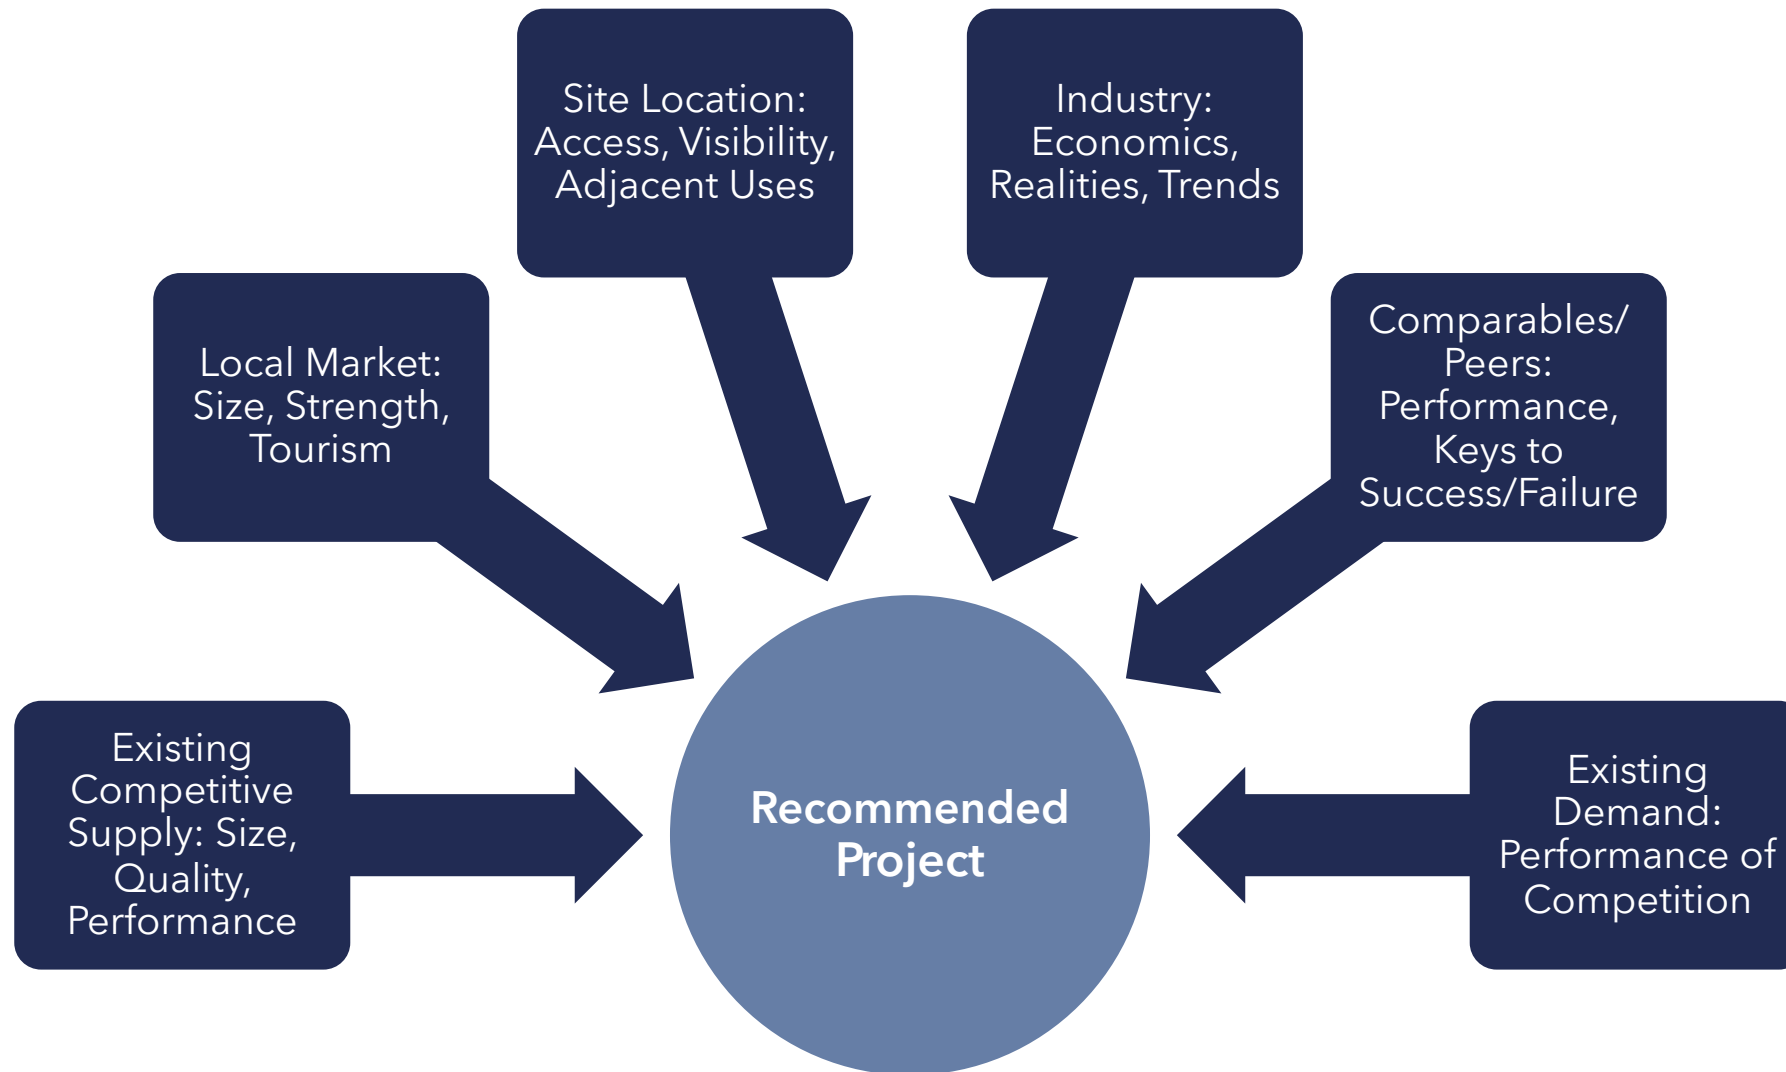 Site Location:
Access, Visibility,
Adjacent Uses
Industry:
Economics,
Realities, Trends
Local Market:
Size, Strength,
Tourism
Comparables/
Peers:
Performance,
Keys to
Success/Failure
Existing
Competitive
Supply: Size,
Quality,
Performance
Recommended
Project
Existing
Demand:
Performance of
Competition